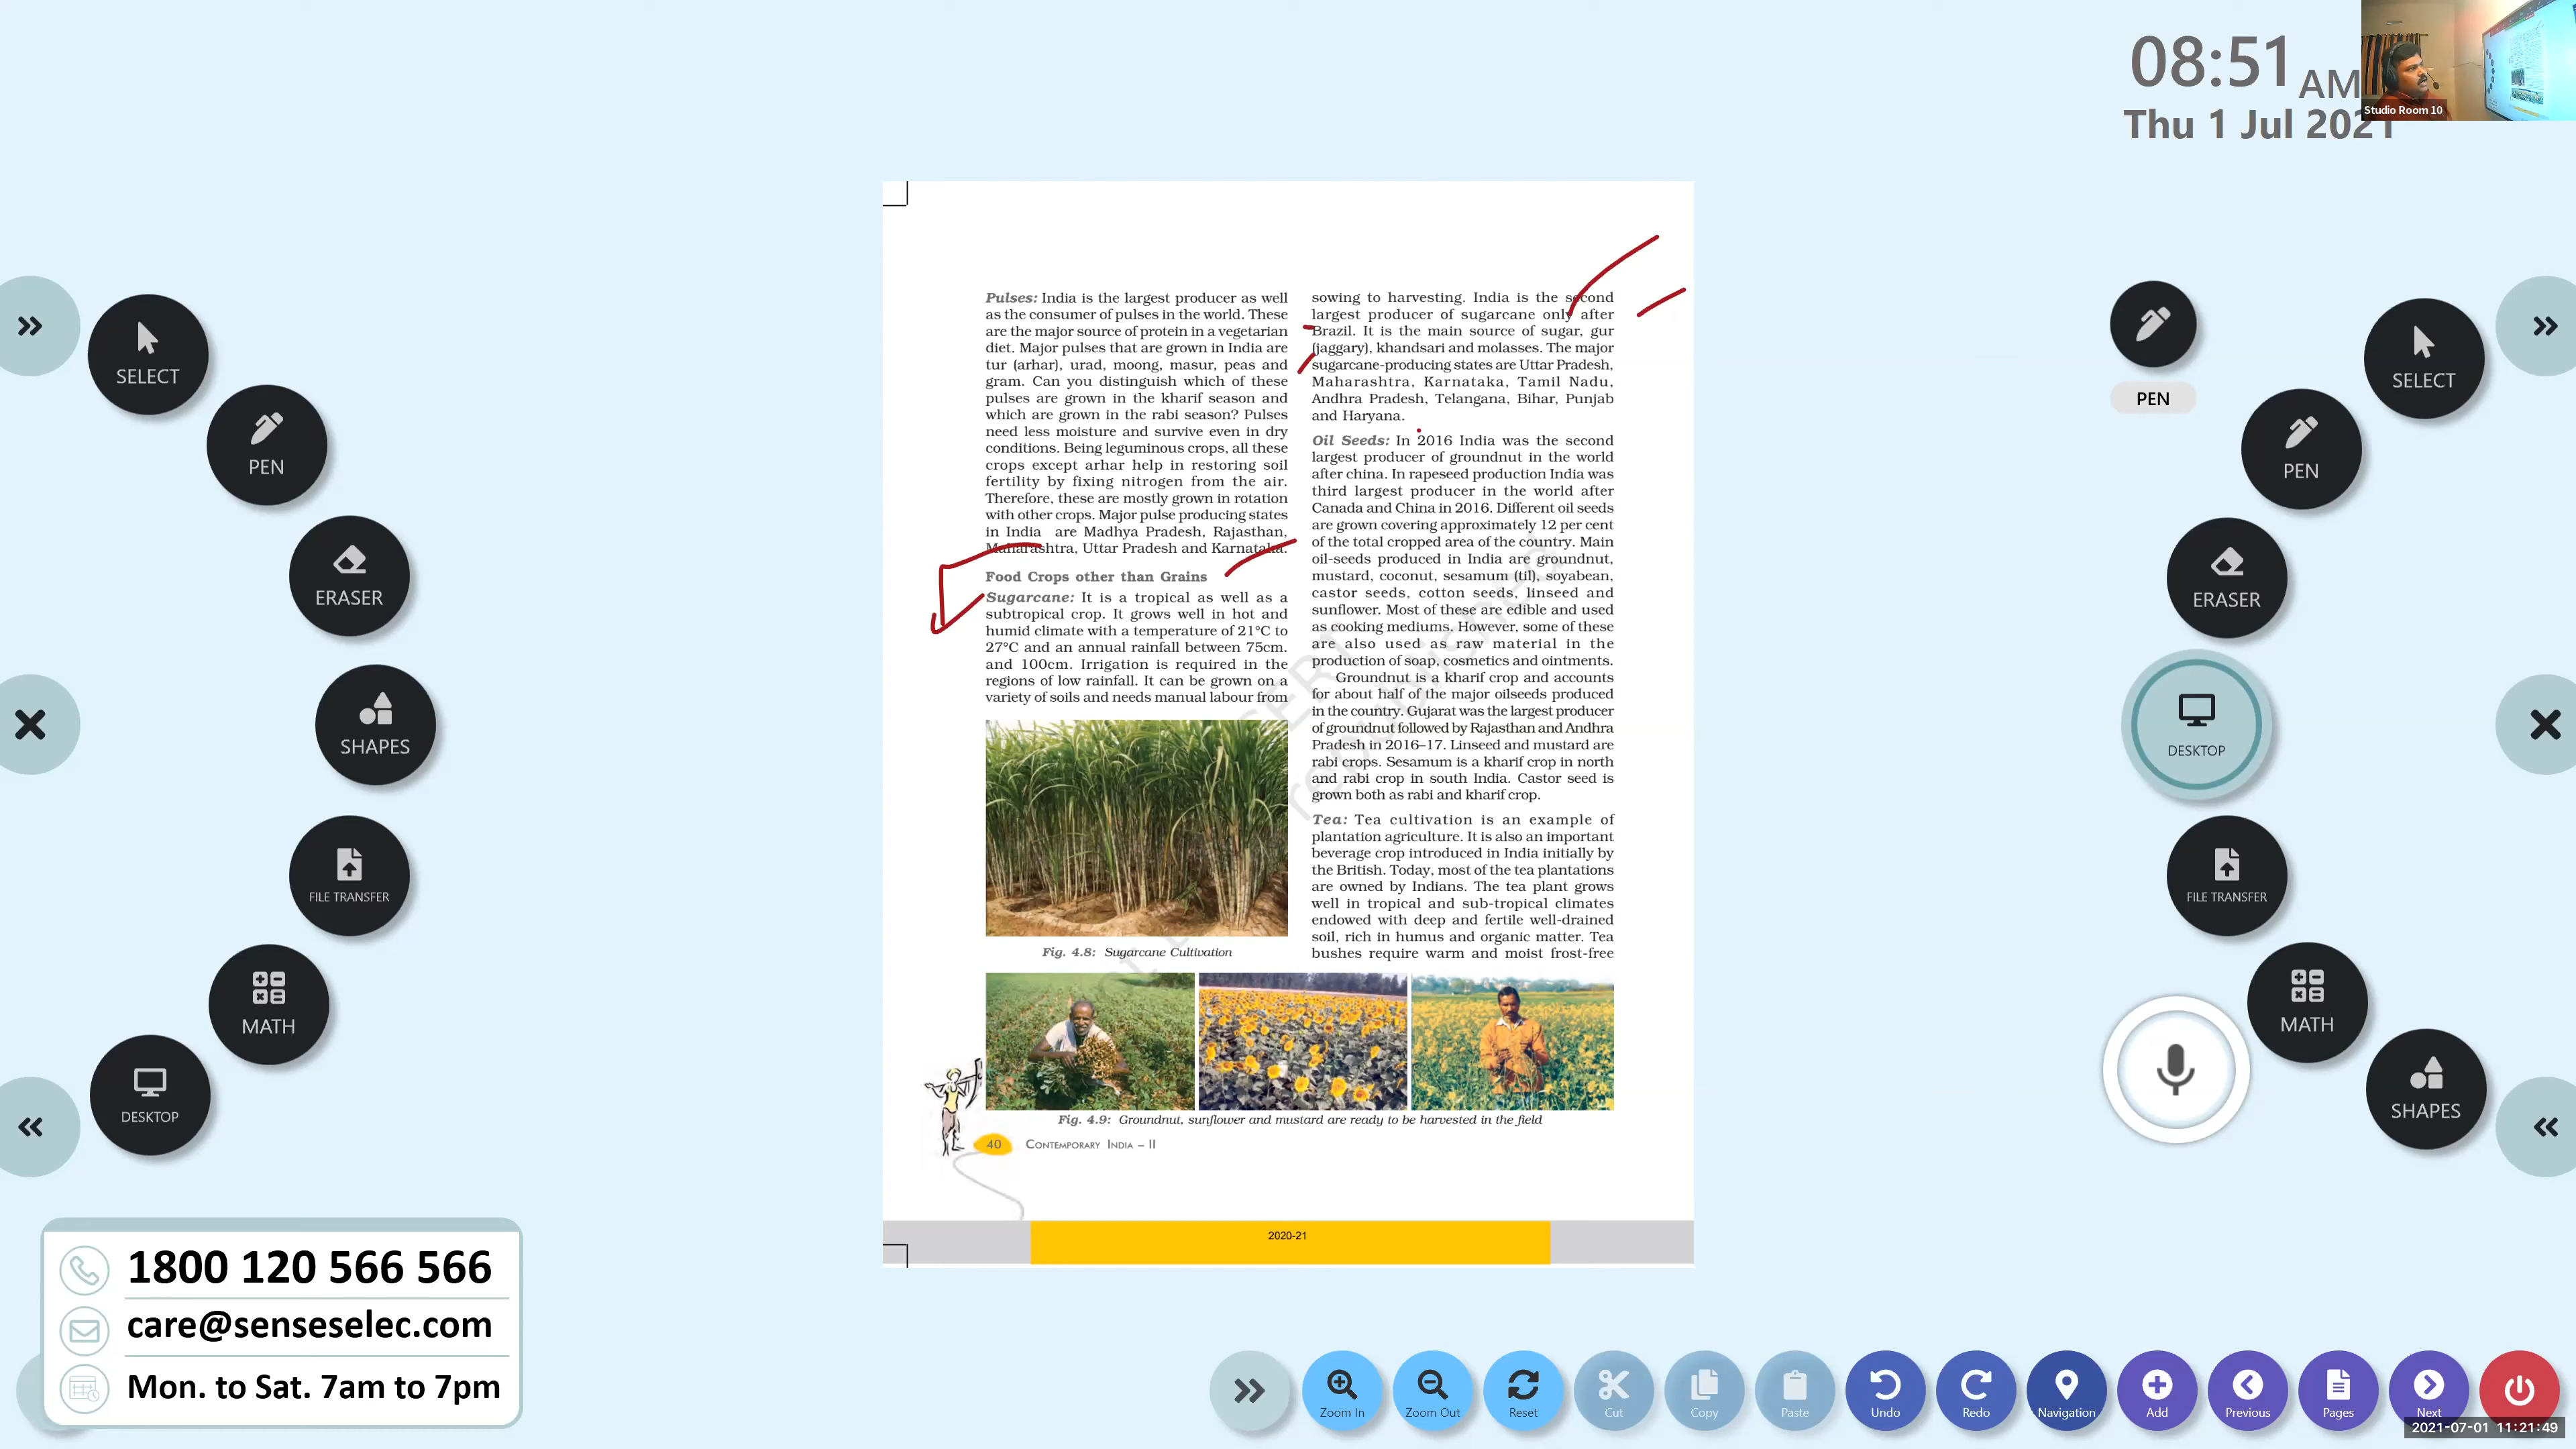 08:51 AM
Thu 1 Jul 2021
Studio Room 10
SELECT
PEN
ERASER
SHAPES
FILE TRANSFER
MATH
DESKTOP
Pulses: India is the largest producer as well
as the consumer of pulses in the world. These
are the major source of protein in a vegetarian
diet. Major pulses that are grown in India are
tur (arhar), urad, moong, masur, peas and
gram. Can you distinguish which of these
pulses are grown in the kharif season and
which are grown in the rabi season? Pulses
need less moisture and survive even in dry
conditions. Being leguminous crops, all these
crops except arhar help in restoring soil
fertility by fixing nitrogen from the air.
Therefore, these are mostly grown in rotation
with other crops. Major pulse producing states
in India are Madhya Pradesh, Rajasthan,
Maharashtra, Uttar Pradesh and Karnataka.
Food Crops other than Grains
Sugarcane: It is a tropical as well as a
subtropical crop. It grows well in hot and
humid climate with a temperature of 21°C to
27°C and an annual rainfall between 75cm.
and 100cm. Irrigation is required in the
regions of low rainfall. It can be grown on a
variety of soils and needs manual labour from
Fig. 4.8: Sugarcane Cultivation
sowing to harvesting. India is the second
largest producer of sugarcane only after
Brazil. It is the main source of sugar, gur
(jaggary), khandsari and molasses. The major
sugarcane-producing states are Uttar Pradesh,
Maharashtra, Karnataka, Tamil Nadu,
Andhra Pradesh, Telangana, Bihar, Punjab
and Haryana.
Oil Seeds: In 2016 India was the second
largest producer of groundnut in the world
after china. In rapeseed production India was
third largest producer in the world after
Canada and China in 2016. Different oil seeds
are grown covering approximately 12 per cent
of the total cropped area of the country. Main
oil-seeds produced in India are groundnut,
mustard, coconut, sesamum (til), soyabean,
castor seeds, cotton seeds, linseed and
sunflower. Most of these are edible and used
as cooking mediums. However, some of these
are also used as raw material in the
production of soap, cosmetics and ointments.
Groundnut is a kharif crop and accounts
for about half of the major oilseeds produced
in the country. Gujarat was the largest producer
of groundnut followed by Rajasthan and Andhra
Pradesh in 2016–17. Linseed and mustard are
rabi crops. Sesamum is a kharif crop in north
and rabi crop in south India. Castor seed is
grown both as rabi and kharif crop.
Tea: Tea cultivation is an example of
plantation agriculture. It is also an important
beverage crop introduced in India initially by
the British. Today, most of the tea plantations
are owned by Indians. The tea plant grows
well in tropical and sub-tropical climates
endowed with deep and fertile well-drained
soil, rich in humus and organic matter. Tea
bushes require warm and moist frost-free
Fig. 4.9: Groundnut, sunflower and mustard are ready to be harvested in the field
40 Contemporary India – II
2020-21
PEN
SELECT
PEN
ERASER
DESKTOP
FILE TRANSFER
MATH
SHAPES
1800 120 566 566
care@senseselec.com
Mon. to Sat. 7am to 7pm
Zoom In Zoom Out Reset Cut Copy Paste Undo Redo Navigation Add Previous Pages Next
2021-07-01 11:21:49